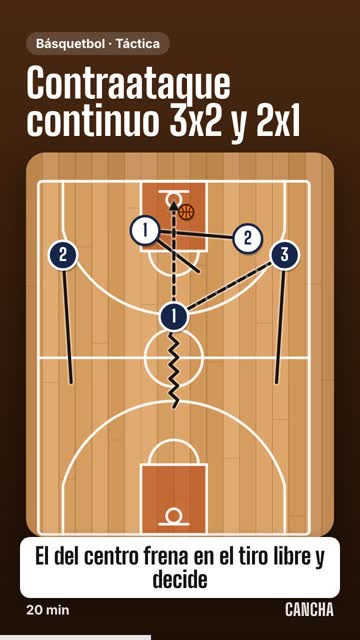 Básquetbol · Táctica
Contraataque
continuo 3x2 y 2x1
1
2
2
3
1
El del centro frena en el tiro libre y
decide
20 min
CANCHA